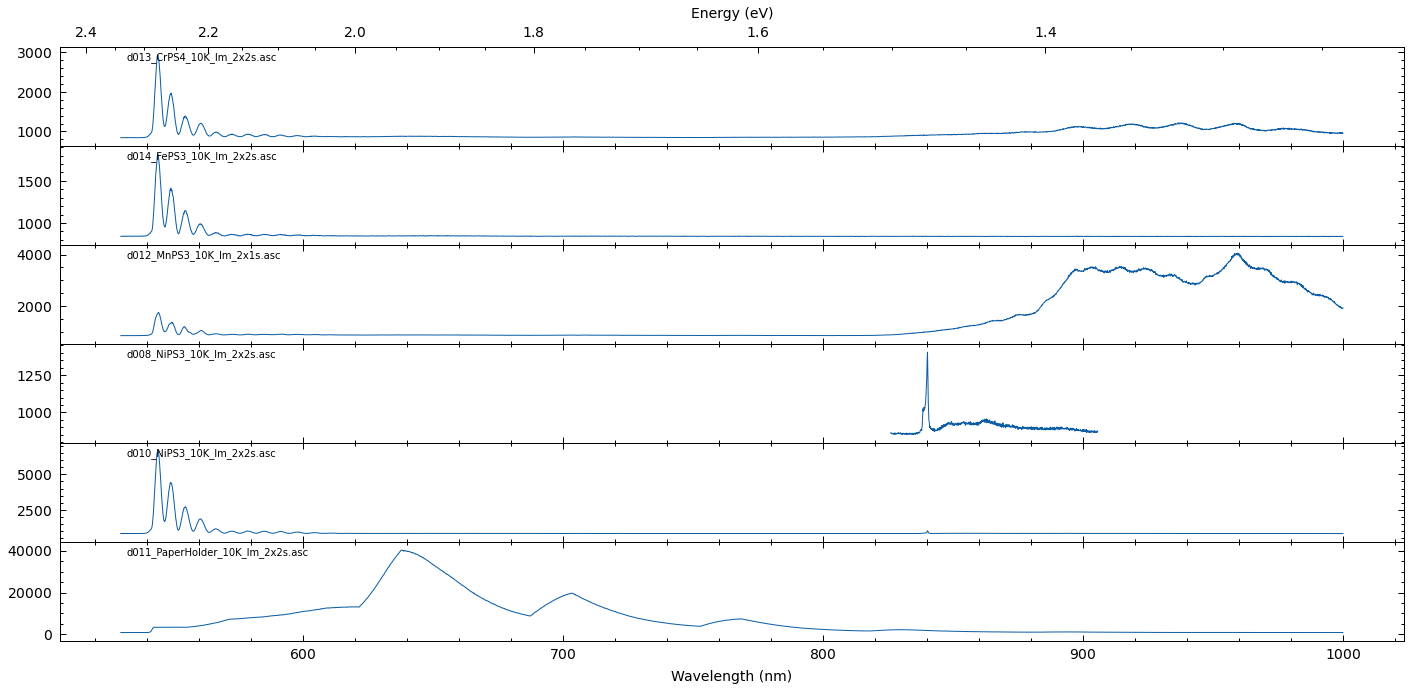 Energy (eV)
2.4 2.2 2.0 1.8 1.6 1.4
d013_CrPS4_10K_lm_2x2s.asc
3000
2000
1000
d014_FePS3_10K_lm_2x2s.asc
1500
1000
d012_MnPS3_10K_lm_2x1s.asc
4000
2000
d008_NiPS3_10K_lm_2x2s.asc
1250
1000
d010_NiPS3_10K_lm_2x2s.asc
5000
2500
d011_PaperHolder_10K_lm_2x2s.asc
40000
20000
0
600 700 800 900 1000
Wavelength (nm)